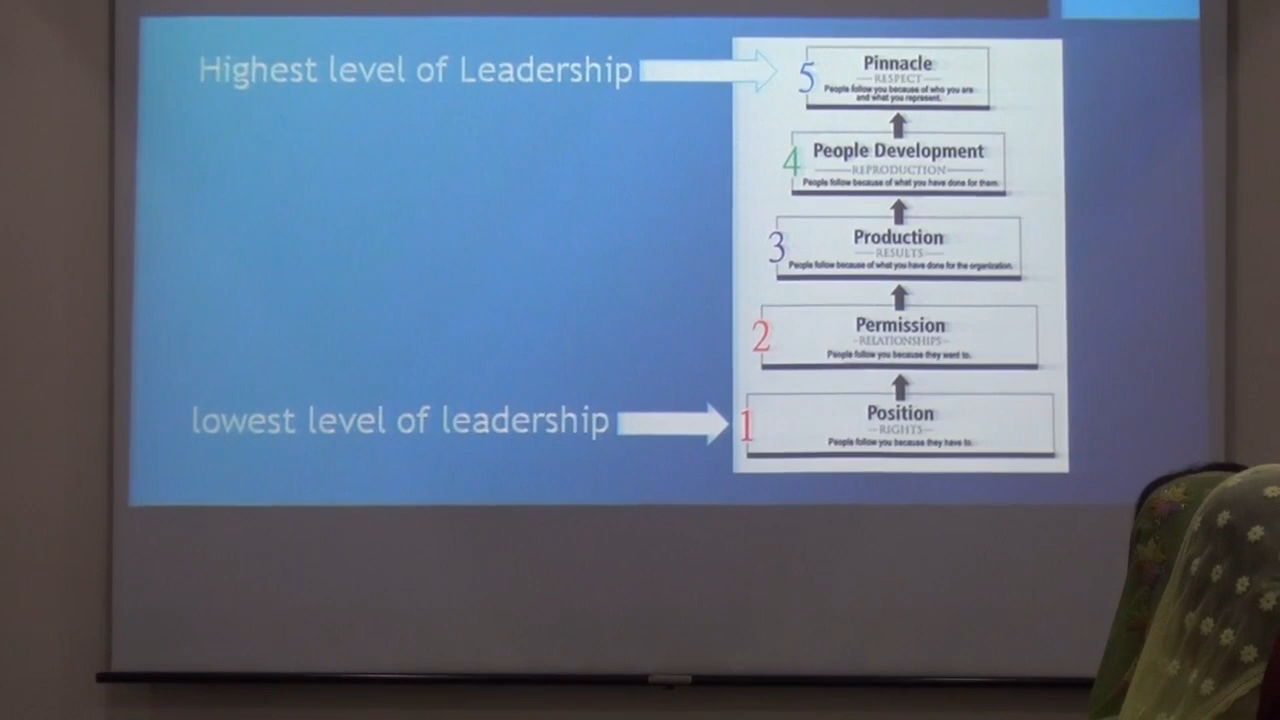 Highest level of Leadership
5
Pinnacle
RESPECT
People follow you because of who you are
and what you represent.
4
People Development
REPRODUCTION
People follow because of what you have done for them.
3
Production
RESULTS
People follow because of what you have done for the organization.
2
Permission
RELATIONSHIPS
People follow you because they want to.
lowest level of leadership
1
Position
RIGHTS
People follow you because they have to.